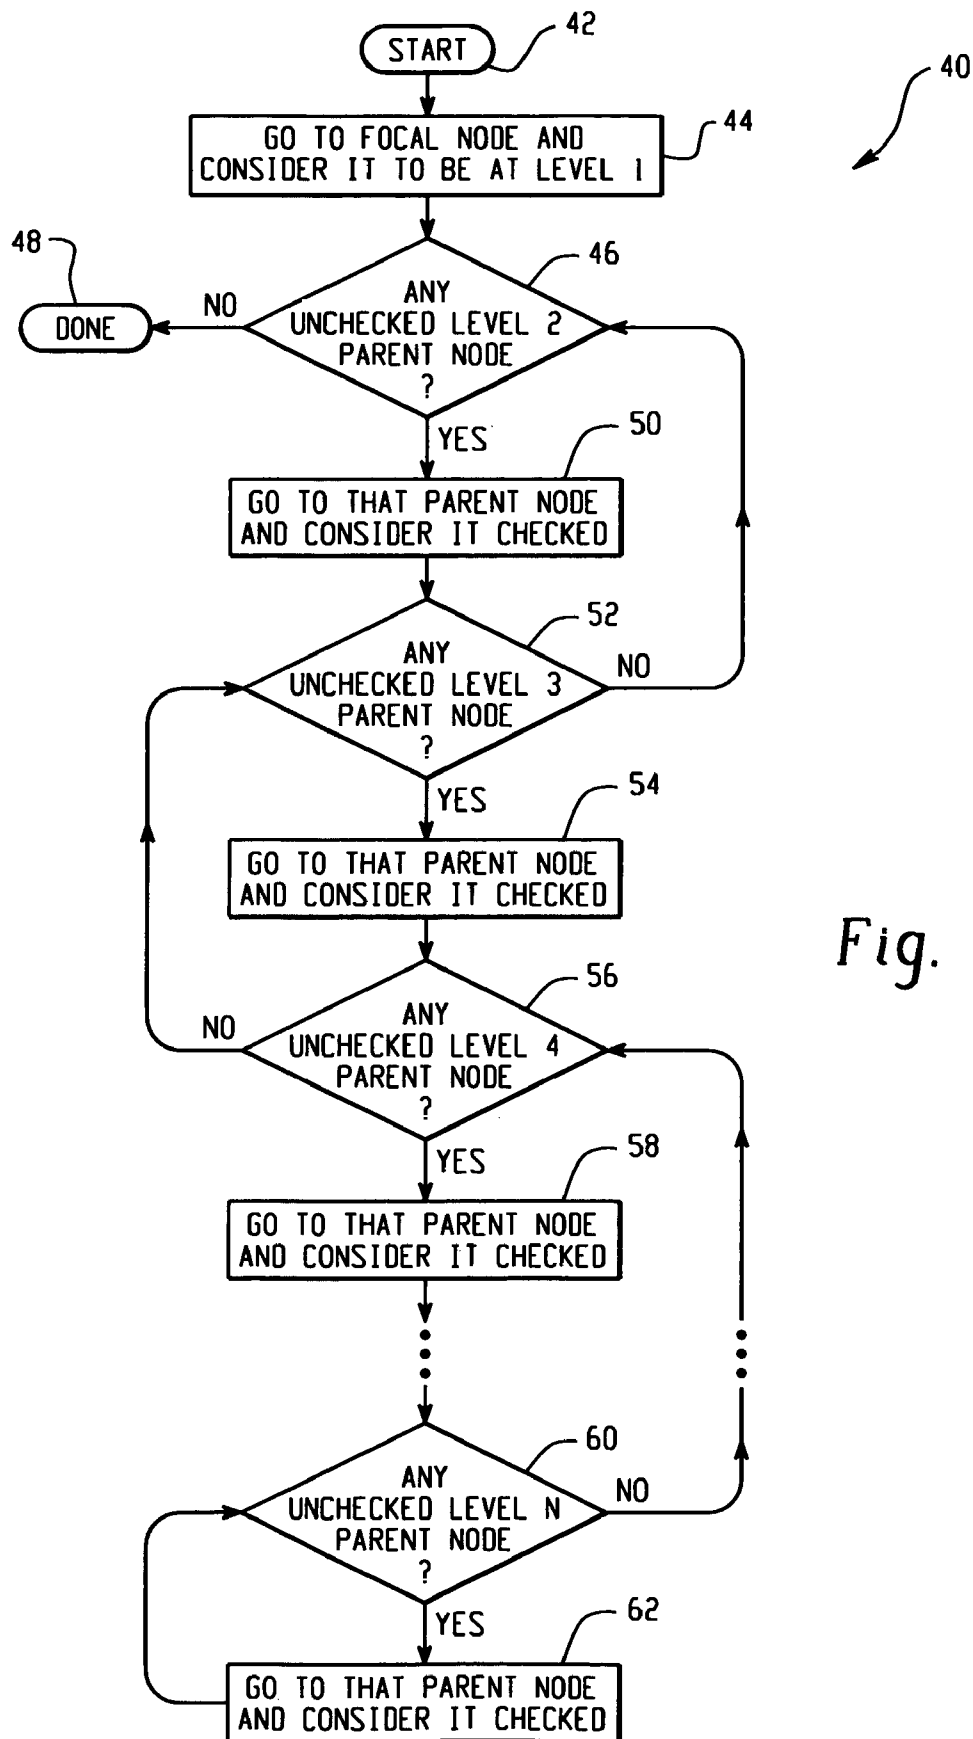 START
42
40
GO TO FOCAL NODE AND
CONSIDER IT TO BE AT LEVEL 1
44
46
48
ANY
UNCHECKED LEVEL 2
PARENT NODE
?
NO
DONE
YES
50
GO TO THAT PARENT NODE
AND CONSIDER IT CHECKED
52
ANY
UNCHECKED LEVEL 3
PARENT NODE
?
NO
YES
54
GO TO THAT PARENT NODE
AND CONSIDER IT CHECKED
Fig.
56
ANY
UNCHECKED LEVEL 4
PARENT NODE
?
NO
YES
58
GO TO THAT PARENT NODE
AND CONSIDER IT CHECKED
60
ANY
UNCHECKED LEVEL N
PARENT NODE
?
NO
YES
62
GO TO THAT PARENT NODE
AND CONSIDER IT CHECKED